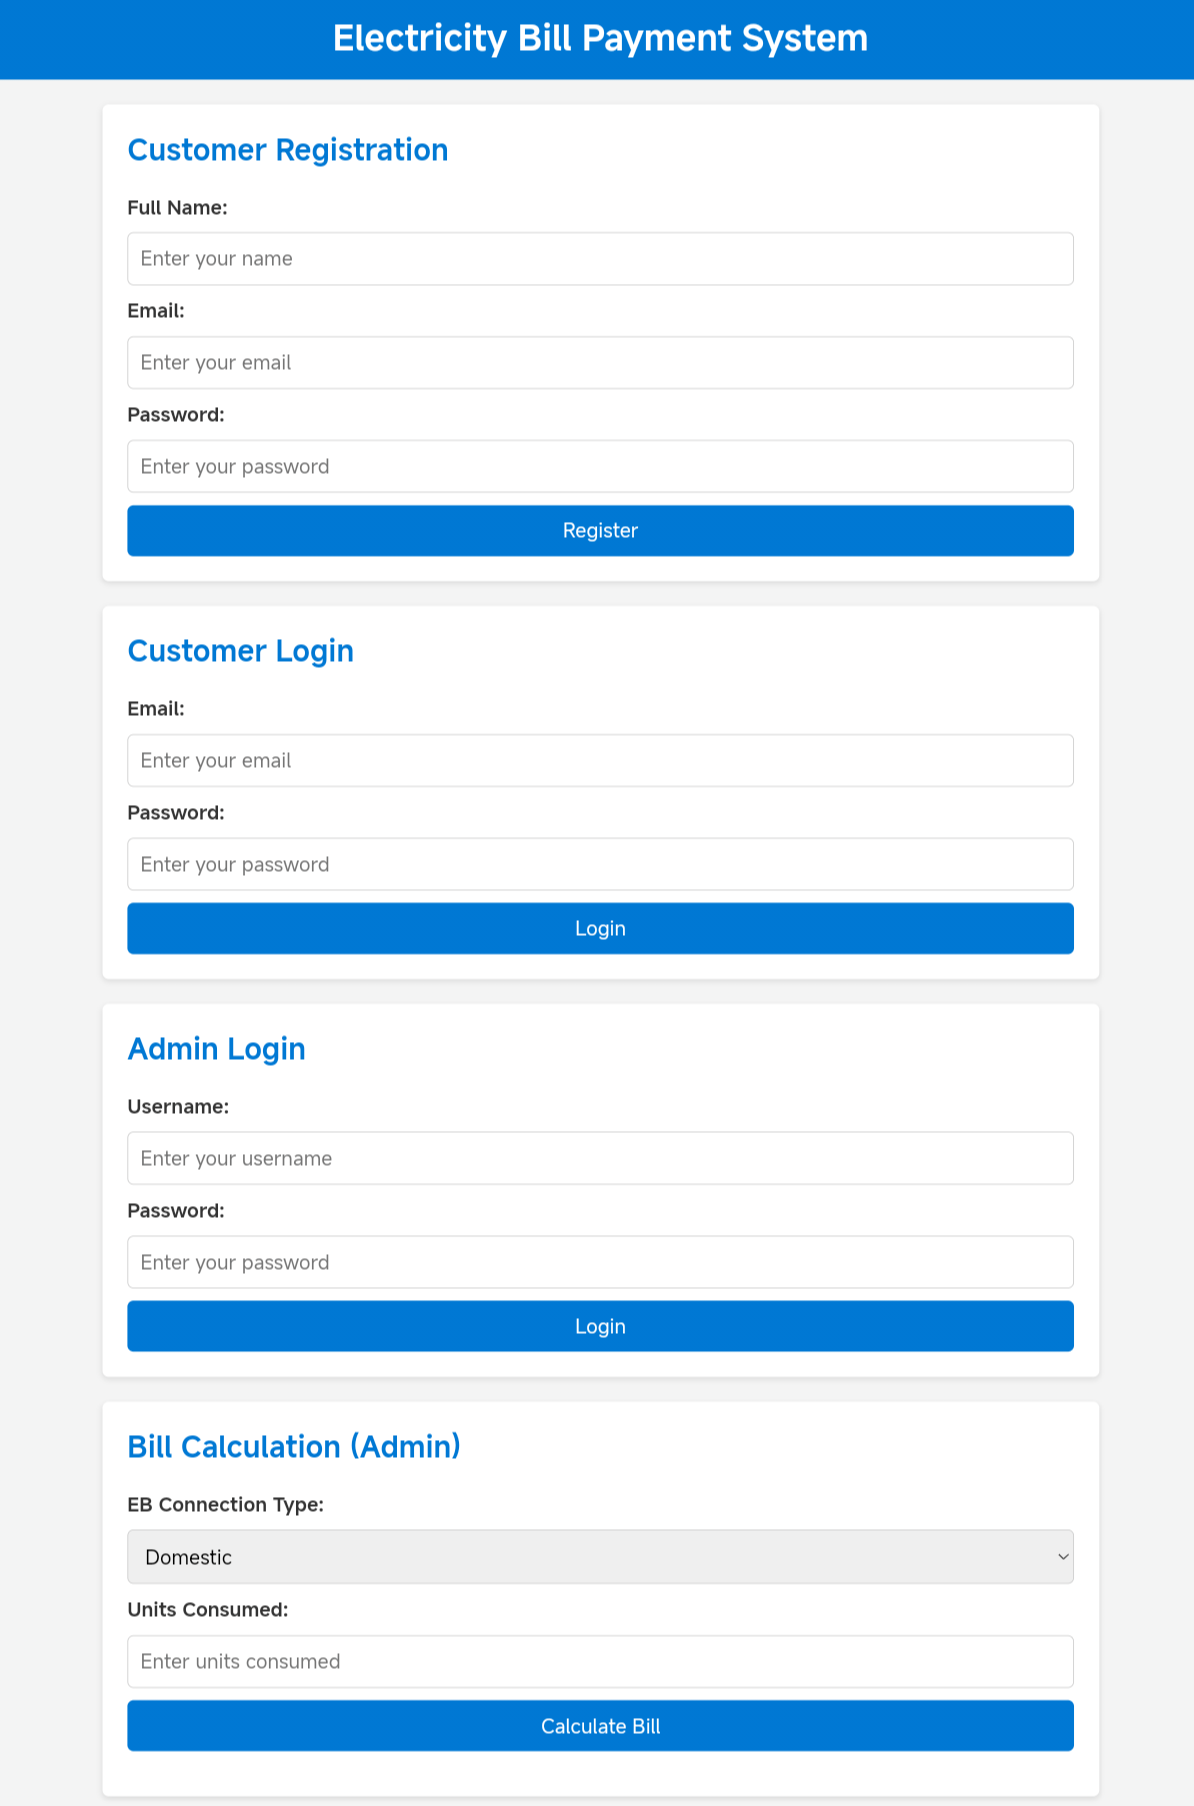 Electricity Bill Payment System
Customer Registration
Full Name:
Enter your name
Email:
Enter your email
Password:
Enter your password
Register
Customer Login
Email:
Enter your email
Password:
Enter your password
Login
Admin Login
Username:
Enter your username
Password:
Enter your password
Login
Bill Calculation (Admin)
EB Connection Type:
Domestic
Units Consumed:
Enter units consumed
Calculate Bill